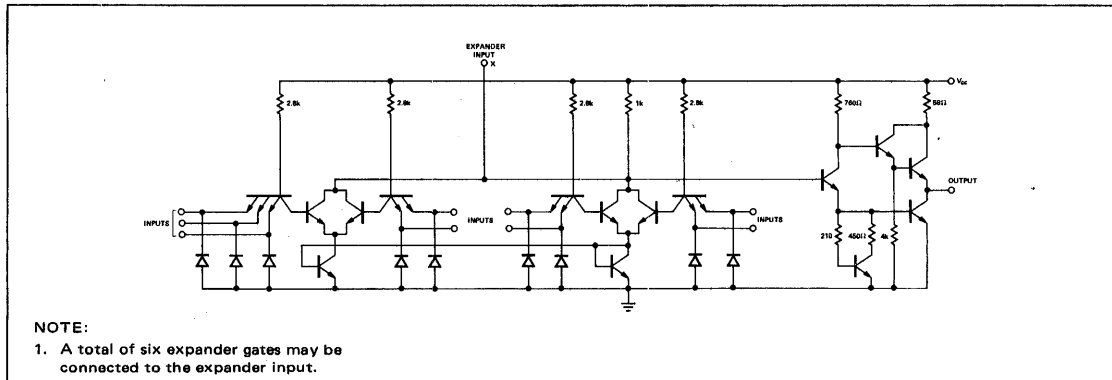 EXPANDER
INPUT
X
VCC
2.8k
2.8k
2.8k
1k
2.8k
760Ω
58Ω
OUTPUT
INPUTS
INPUTS
INPUTS
210
450Ω
4k
NOTE:
1. A total of six expander gates may be
connected to the expander input.